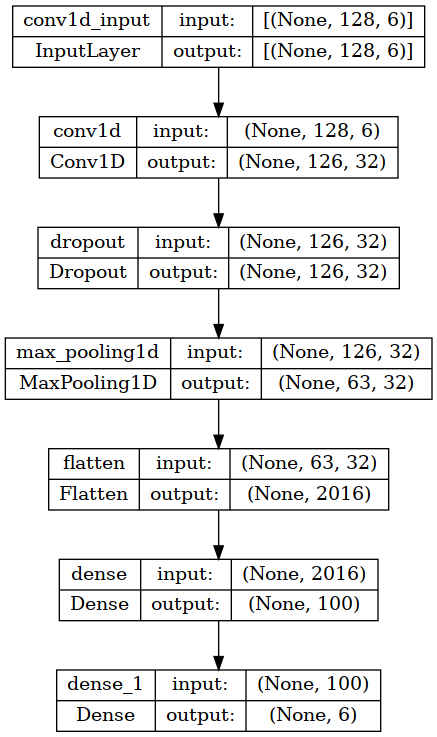 conv1d_input input: [(None, 128, 6)]
InputLayer output: [(None, 128, 6)]
conv1d input: (None, 128, 6)
Conv1D output: (None, 126, 32)
dropout input: (None, 126, 32)
Dropout output: (None, 126, 32)
max_pooling1d input: (None, 126, 32)
MaxPooling1D output: (None, 63, 32)
flatten input: (None, 63, 32)
Flatten output: (None, 2016)
dense input: (None, 2016)
Dense output: (None, 100)
dense_1 input: (None, 100)
Dense output: (None, 6)